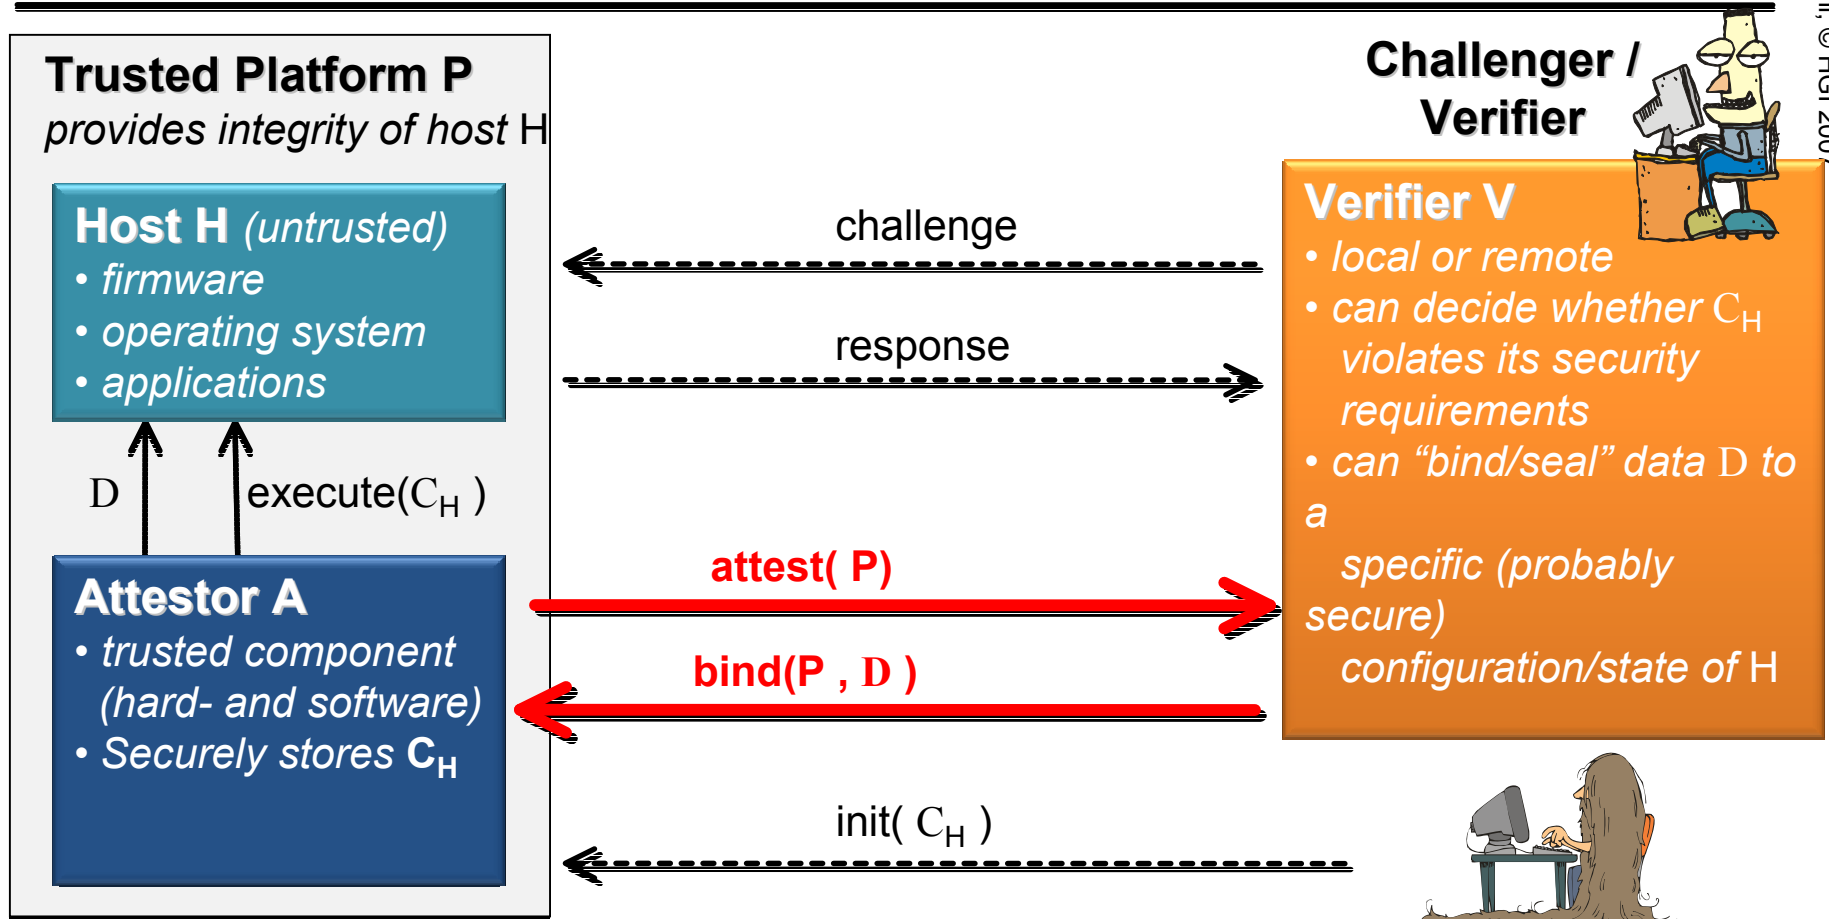 Trusted Platform P
provides integrity of host H
Host H (untrusted)
• firmware
• operating system
• applications
D
execute(CH )
Attestor A
• trusted component
(hard- and software)
• Securely stores CH
challenge
response
attest( P)
bind(P , D )
init( CH )
Challenger /
Verifier
Verifier V
• local or remote
• can decide whether CH
violates its security
requirements
• can “bind/seal” data D to
a
specific (probably
secure)
configuration/state of H
© HGI